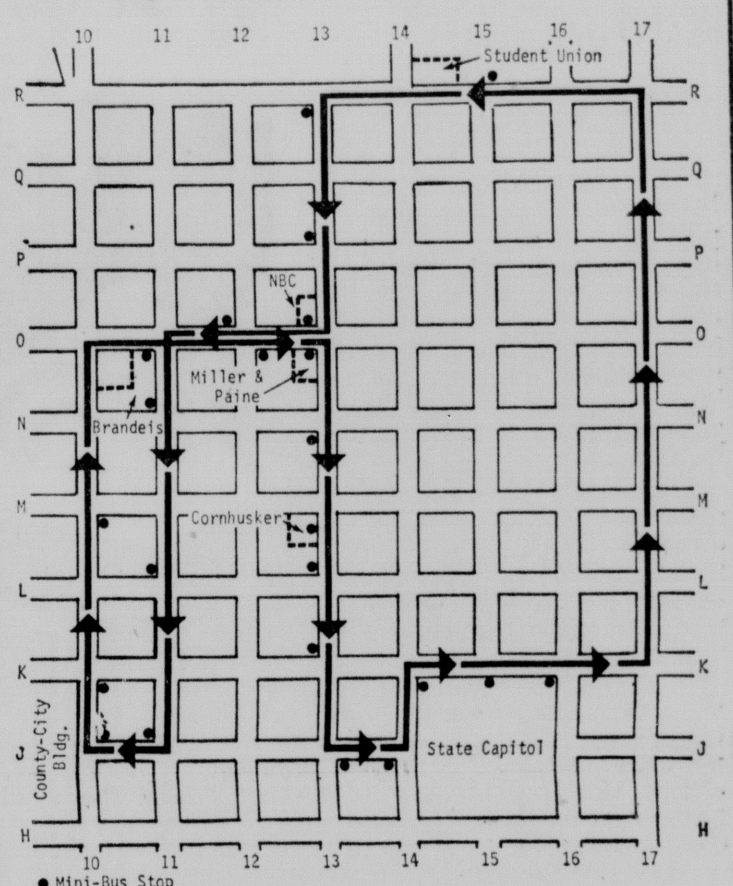 10 11 12 13 14 15 16 17
Student Union
R R
Q Q
P P
NBC
O O
Miller &
Paine
N Brandeis N
M M
Cornhusker
L L
K K
County-City
Bldg.
J State Capitol J
H H
10 11 12 13 14 15 16 17
● Mini-Bus Stop